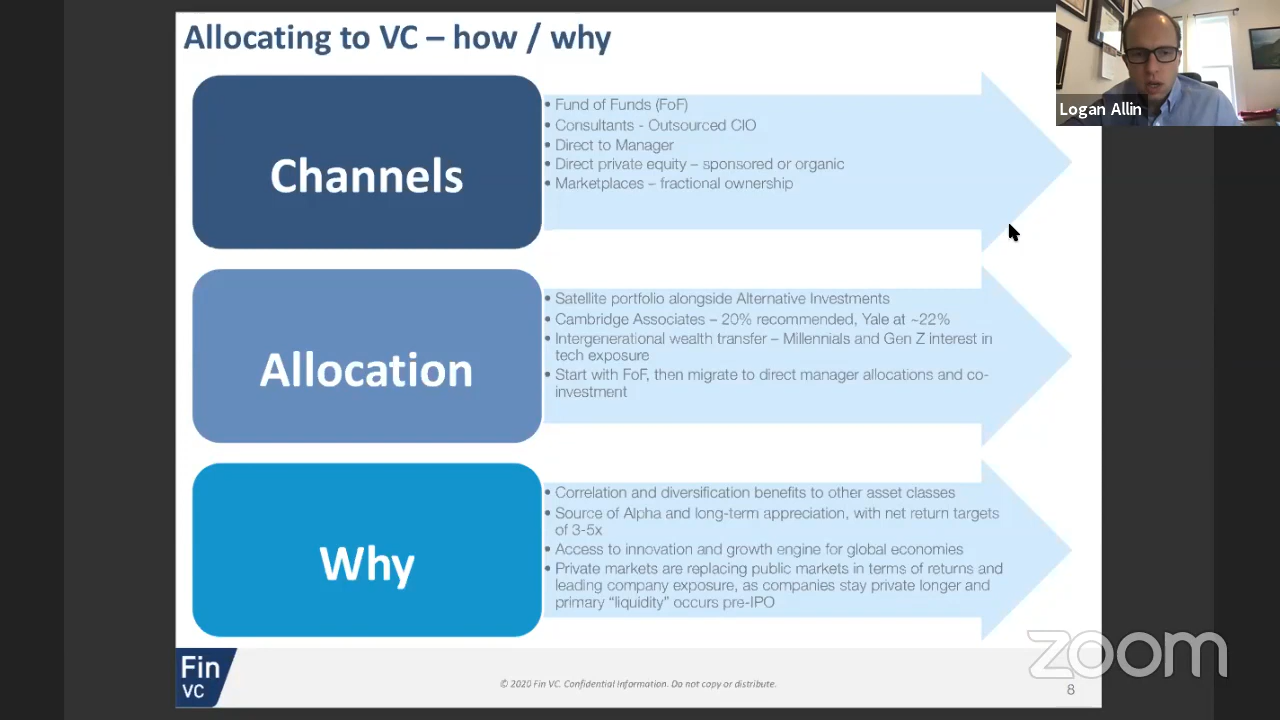 Allocating to VC – how / why
Logan Allin
Channels
• Fund of Funds (FoF)
• Consultants - Outsourced CIO
• Direct to Manager
• Direct private equity – sponsored or organic
• Marketplaces – fractional ownership
Allocation
• Satellite portfolio alongside Alternative Investments
• Cambridge Associates – 20% recommended, Yale at ~22%
• Intergenerational wealth transfer – Millennials and Gen Z interest in
tech exposure
• Start with FoF, then migrate to direct manager allocations and co-
investment
Why
• Correlation and diversification benefits to other asset classes
• Source of Alpha and long-term appreciation, with net return targets
of 3-5x
• Access to innovation and growth engine for global economies
• Private markets are replacing public markets in terms of returns and
leading company exposure, as companies stay private longer and
primary “liquidity” occurs pre-IPO
Fin
VC
© 2020 Fin VC. Confidential Information. Do not copy or distribute.
zoom
8